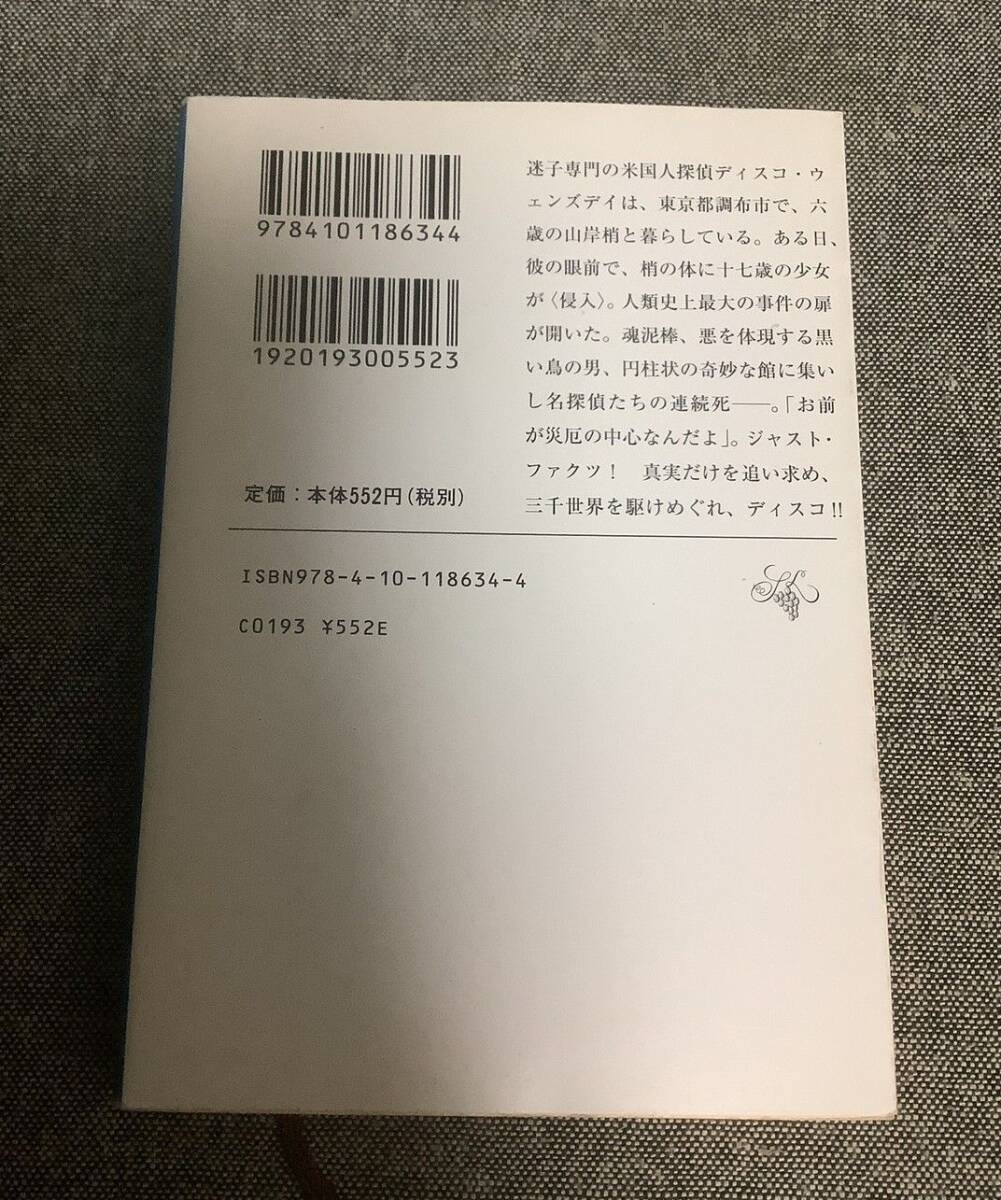 9784101186344
1920193005523
定価：本体552円(税別)
迷子専門の米国人探偵ディスコ・ウ
ェンズデイは、東京都調布市で、六
歳の山岸梢と暮らしている。ある日、
彼の眼前で、梢の体に十七歳の少女
が〈侵入〉。人類史上最大の事件の扉
が開いた。魂泥棒、悪を体現する黒
い鳥の男、円柱状の奇妙な館に集い
し名探偵たちの連続死――。「お前
が災厄の中心なんだよ」。ジャスト・
ファクツ！　真実だけを追い求め、
三千世界を駆けめぐれ、ディスコ!!
ISBN978-4-10-118634-4
C0193 ¥552E